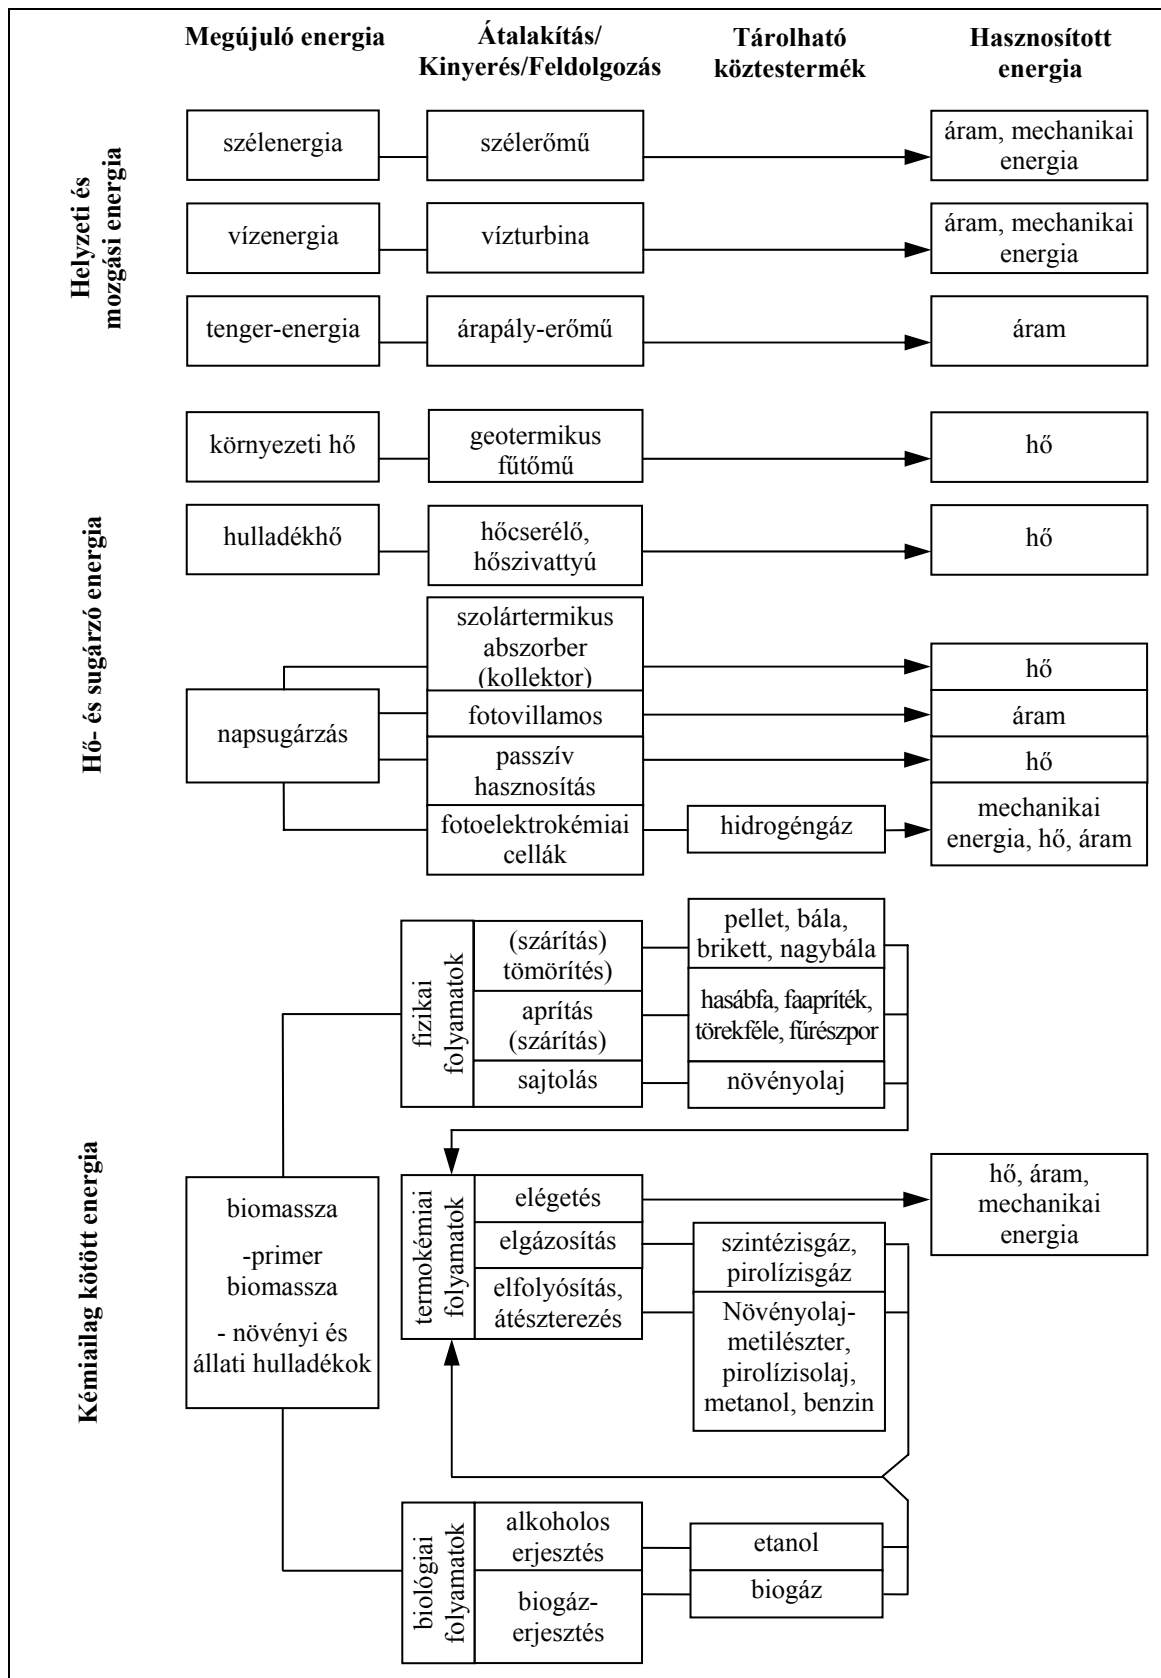 Megújuló energia
Átalakítás/
Kinyerés/Feldolgozás
Tárolható
köztestermék
Hasznosított
energia
Helyzeti és
mozgási energia
szélenergia
szélerőmű
áram, mechanikai
energia
vízenergia
vízturbina
áram, mechanikai
energia
tenger-energia
árapály-erőmű
áram
Hő- és sugárzó energia
környezeti hő
geotermikus
fűtőmű
hő
hulladékhő
hőcserélő,
hőszivattyú
hő
napsugárzás
szolártermikus
abszorber
(kollektor)
hő
fotovillamos
áram
passzív
hasznosítás
hő
fotoelektrokémiai
cellák
hidrogéngáz
mechanikai
energia, hő, áram
Kémiailag kötött energia
biomassza
-primer
biomassza
- növényi és
állati hulladékok
fizikai
folyamatok
(szárítás)
tömörítés)
pellet, bála,
brikett, nagybála
aprítás
(szárítás)
hasábfa, faapríték,
törekféle, fűrészpor
sajtolás
növényolaj
termokémiai
folyamatok
elégetés
hő, áram,
mechanikai
energia
elgázosítás
szintézisgáz,
pirolízisgáz
elfolyósítás,
átészterezés
Növényolaj-
metilészter,
pirolízisolaj,
metanol, benzin
biológiai
folyamatok
alkoholos
erjesztés
etanol
biogáz-
erjesztés
biogáz